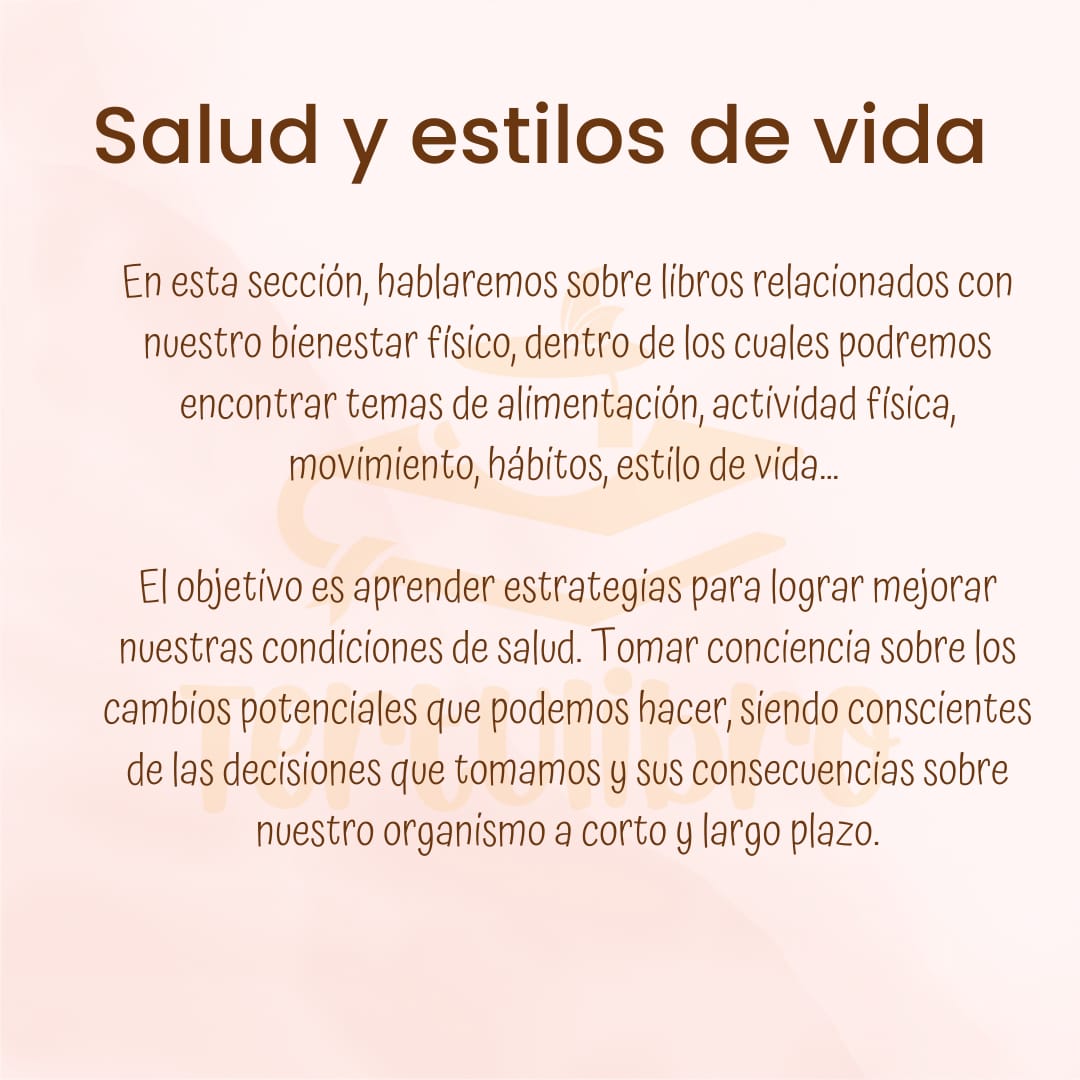 Salud y estilos de vida
En esta sección, hablaremos sobre libros relacionados con
nuestro bienestar físico, dentro de los cuales podremos
encontrar temas de alimentación, actividad física,
movimiento, hábitos, estilo de vida...
El objetivo es aprender estrategias para lograr mejorar
nuestras condiciones de salud. Tomar conciencia sobre los
cambios potenciales que podemos hacer, siendo conscientes
de las decisiones que tomamos y sus consecuencias sobre
nuestro organismo a corto y largo plazo.
Tertulibro